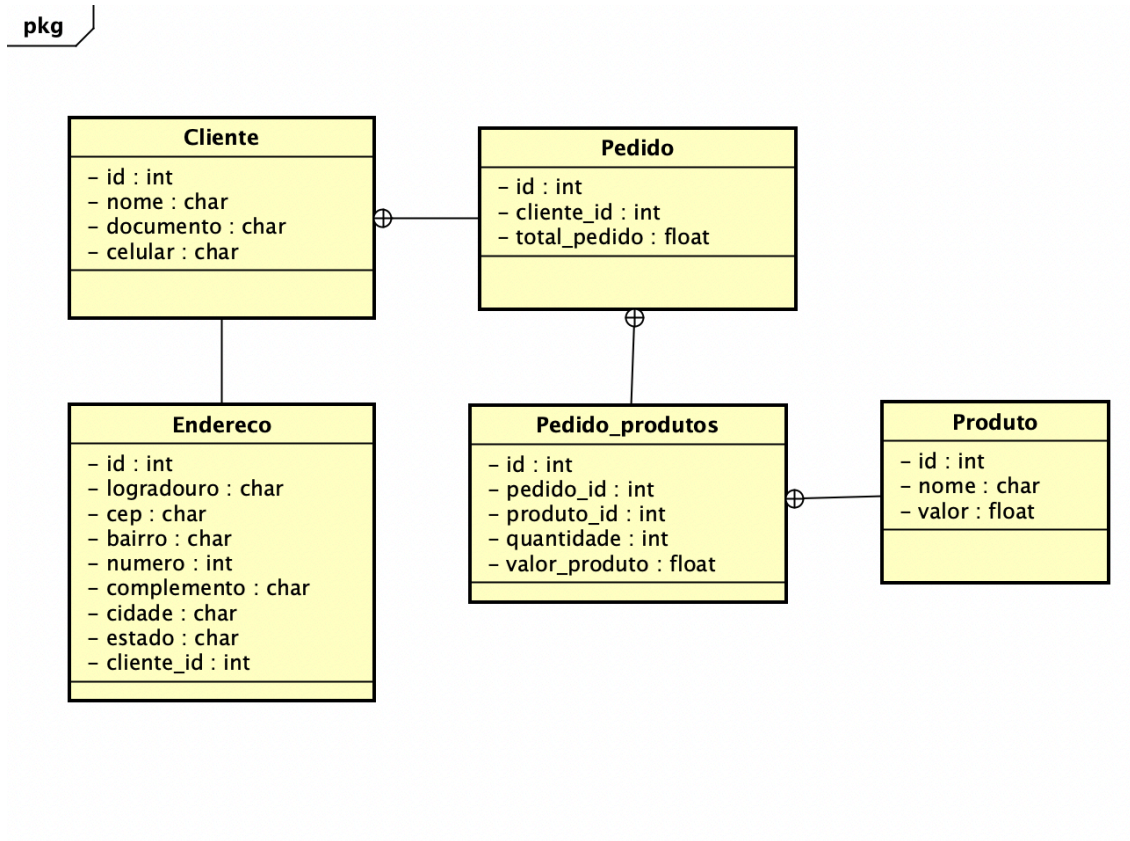 pkg
Cliente
– id : int
– nome : char
– documento : char
– celular : char
Pedido
– id : int
– cliente_id : int
– total_pedido : float
Endereco
– id : int
– logradouro : char
– cep : char
– bairro : char
– numero : int
– complemento : char
– cidade : char
– estado : char
– cliente_id : int
Pedido_produtos
– id : int
– pedido_id : int
– produto_id : int
– quantidade : int
– valor_produto : float
Produto
– id : int
– nome : char
– valor : float